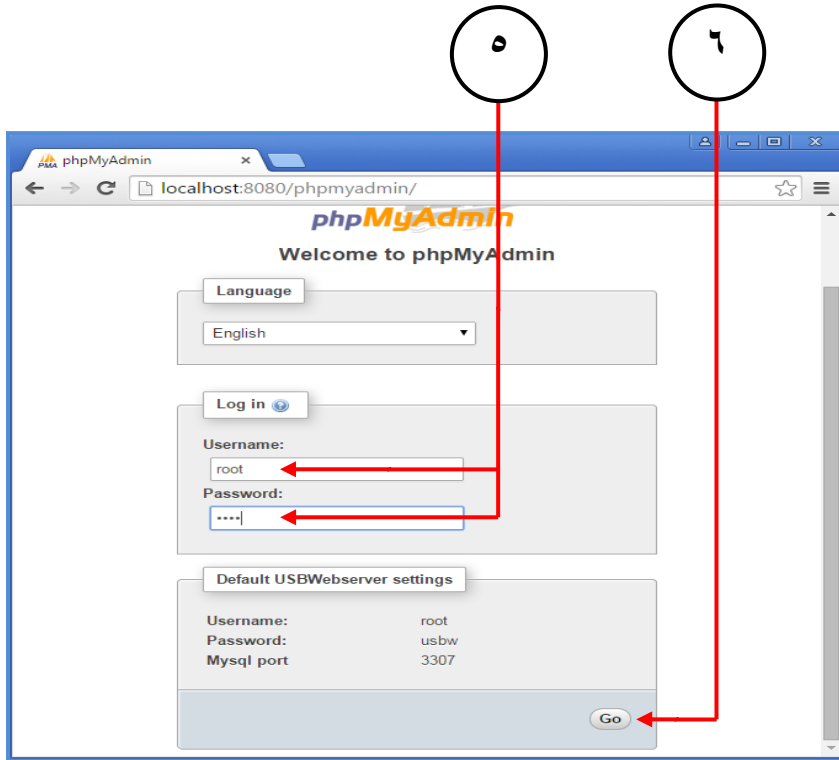 ٥ ٦
phpMyAdmin
localhost:8080/phpmyadmin/
phpMyAdmin
Welcome to phpMyAdmin
Language
English
Log in
Username:
root
Password:
••••
Default USBWebserver settings
Username: root
Password: usbw
Mysql port 3307
Go